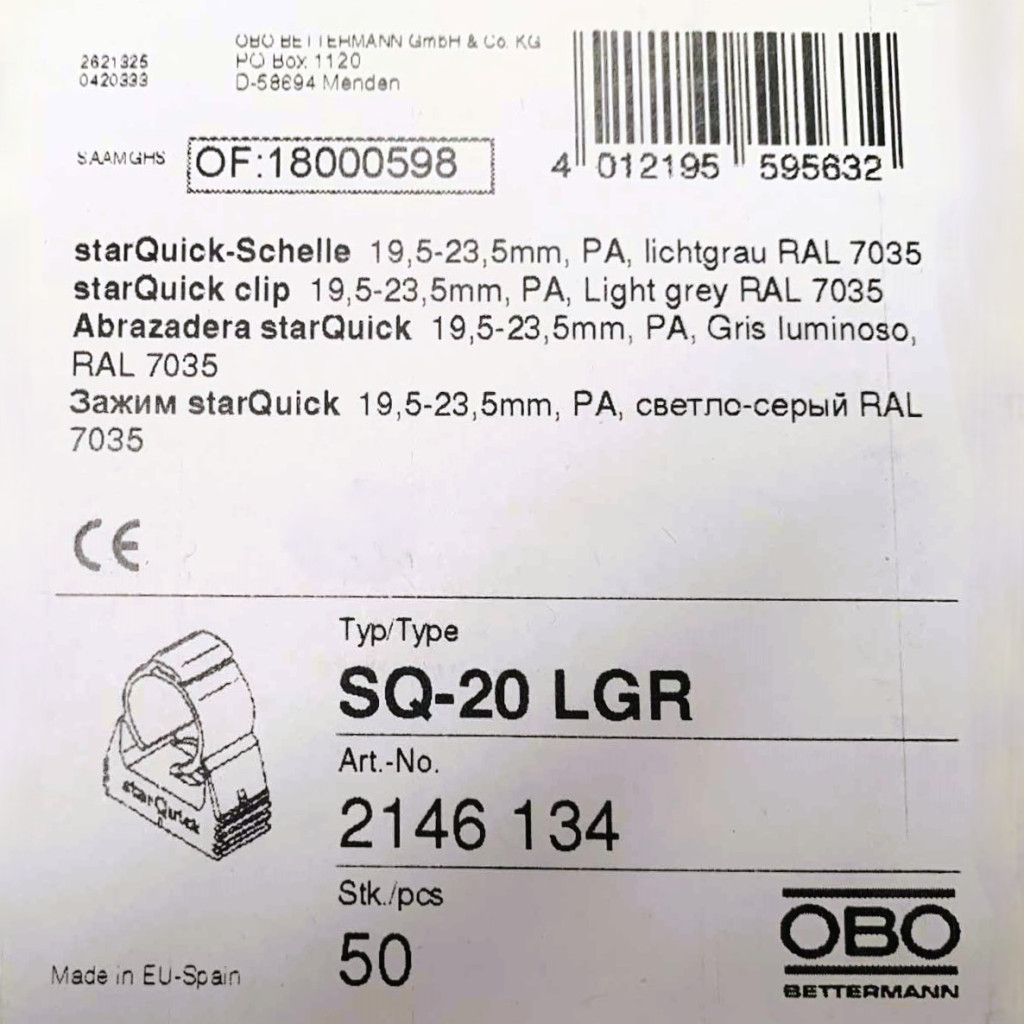 OBO BETTERMANN GmbH & Co. KG
2621325 PO Box 1120
0420333 D-58694 Menden
SAAMGHS OF:18000598
4 012195 595632
starQuick-Schelle 19,5-23,5mm, PA, lichtgrau RAL 7035
starQuick clip 19,5-23,5mm, PA, Light grey RAL 7035
Abrazadera starQuick 19,5-23,5mm, PA, Gris luminoso,
RAL 7035
Зажим starQuick 19,5-23,5mm, PA, светло-серый RAL
7035
CE
Typ/Type
SQ-20 LGR
Art.-No.
2146 134
starQuick
Stk./pcs
50
Made in EU-Spain
OBO
BETTERMANN